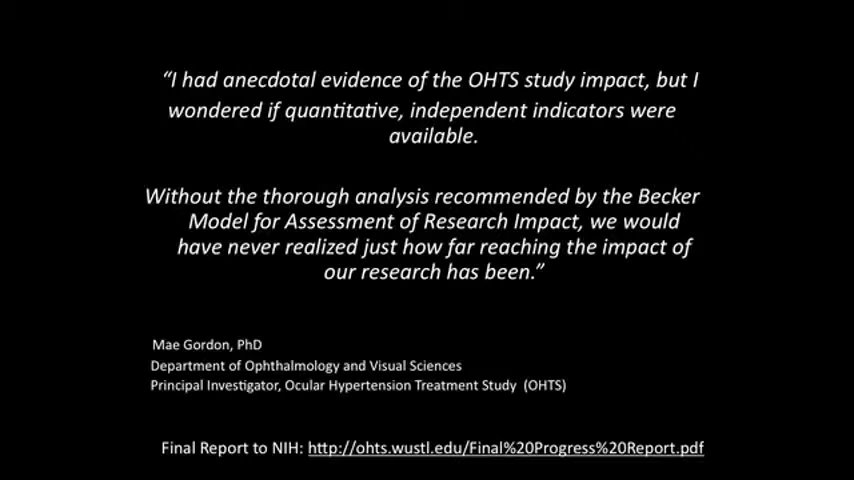 “I had anecdotal evidence of the OHTS study impact, but I
wondered if quantitative, independent indicators were
available.
Without the thorough analysis recommended by the Becker
Model for Assessment of Research Impact, we would
have never realized just how far reaching the impact of
our research has been.”
Mae Gordon, PhD
Department of Ophthalmology and Visual Sciences
Principal Investigator, Ocular Hypertension Treatment Study (OHTS)
Final Report to NIH: http://ohts.wustl.edu/Final%20Progress%20Report.pdf